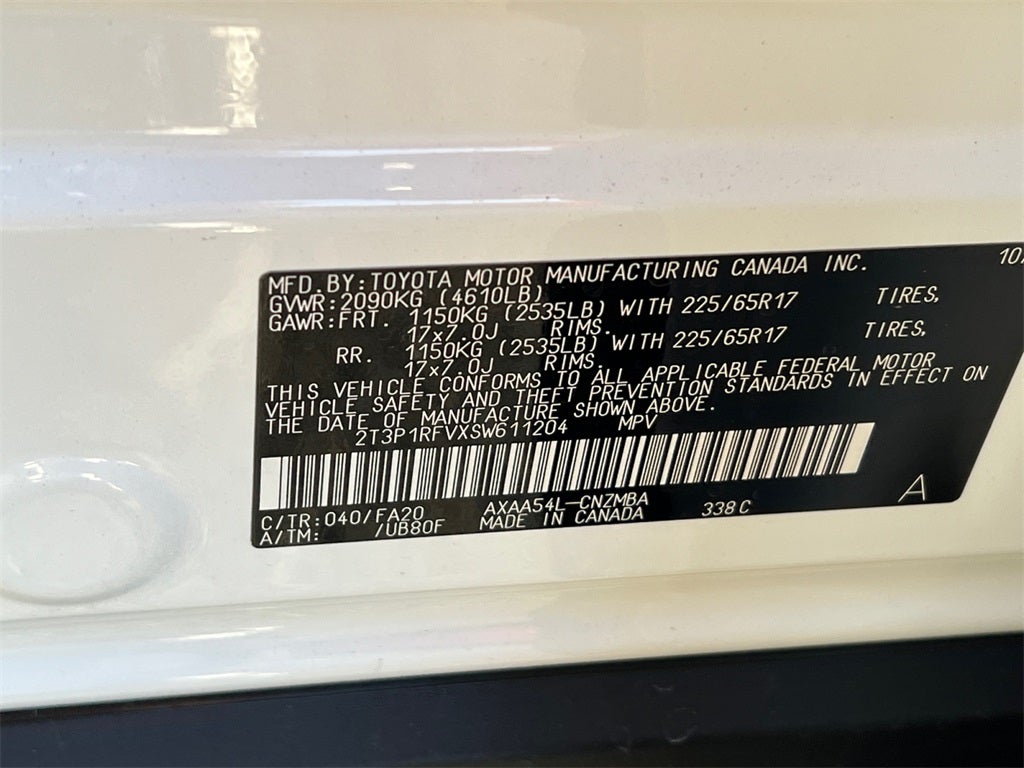 MFD.BY:TOYOTA MOTOR MANUFACTURING CANADA INC. 10/
GVWR:2090KG (4610LB)
GAWR:FRT. 1150KG (2535LB) WITH 225/65R17 TIRES,
17x7.0J RIMS.
RR. 1150KG (2535LB) WITH 225/65R17 TIRES,
17x7.0J RIMS.
THIS VEHICLE CONFORMS TO ALL APPLICABLE FEDERAL MOTOR
VEHICLE SAFETY AND THEFT PREVENTION STANDARDS IN EFFECT ON
THE DATE OF MANUFACTURE SHOWN ABOVE.
2T3P1RFVXSW611204 MPV
C/TR:040/FA20 AXAA54L-CNZMBA 338C A
A/TM: /UB80F MADE IN CANADA